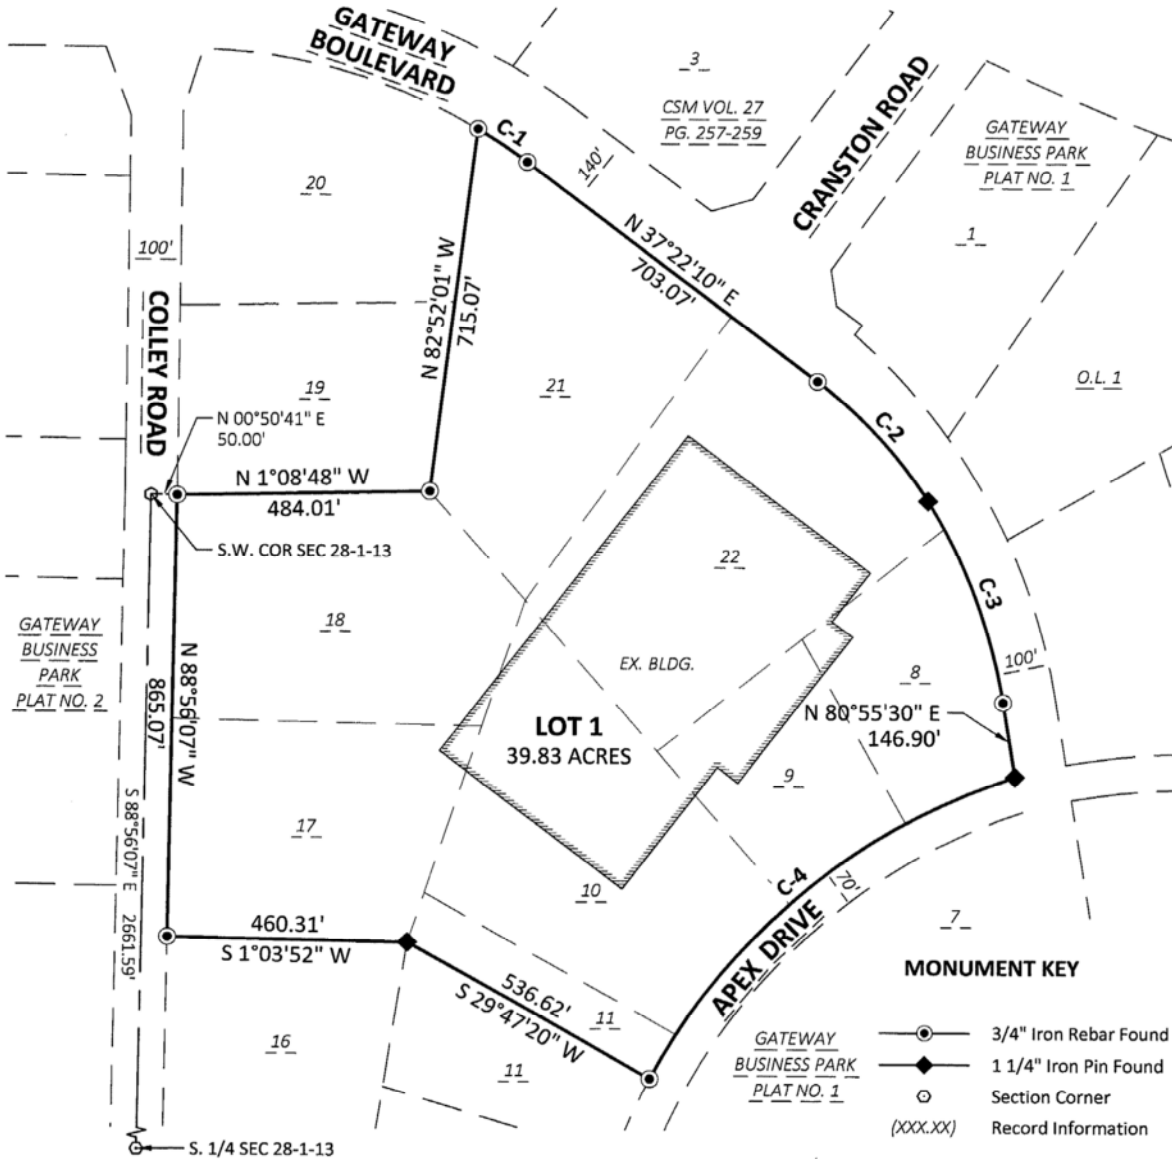 GATEWAY
BOULEVARD
C-1
140'
3
CSM VOL. 27
PG. 257-259
CRANSTON ROAD
GATEWAY
BUSINESS PARK
PLAT NO. 1
1
20
100'
COLLEY ROAD
N 82°52'01" W
715.07'
N 37°22'10" E
703.07'
19
21
O.L. 1
C-2
N 00°50'41" E
50.00'
N 1°08'48" W
484.01'
S.W. COR SEC 28-1-13
22
C-3
GATEWAY
BUSINESS
PARK
PLAT NO. 2
18
N 88°56'07" W
865.07'
EX. BLDG.
8
100'
LOT 1
39.83 ACRES
N 80°55'30" E
146.90'
9
S 88°56'07" E 2661.59'
17
10
C-4
70'
APEX DRIVE
7
460.31'
S 1°03'52" W
536.62'
S 29°47'20" W
11
16
11
GATEWAY
BUSINESS PARK
PLAT NO. 1
S. 1/4 SEC 28-1-13
MONUMENT KEY
3/4" Iron Rebar Found
1 1/4" Iron Pin Found
Section Corner
(XXX.XX) Record Information